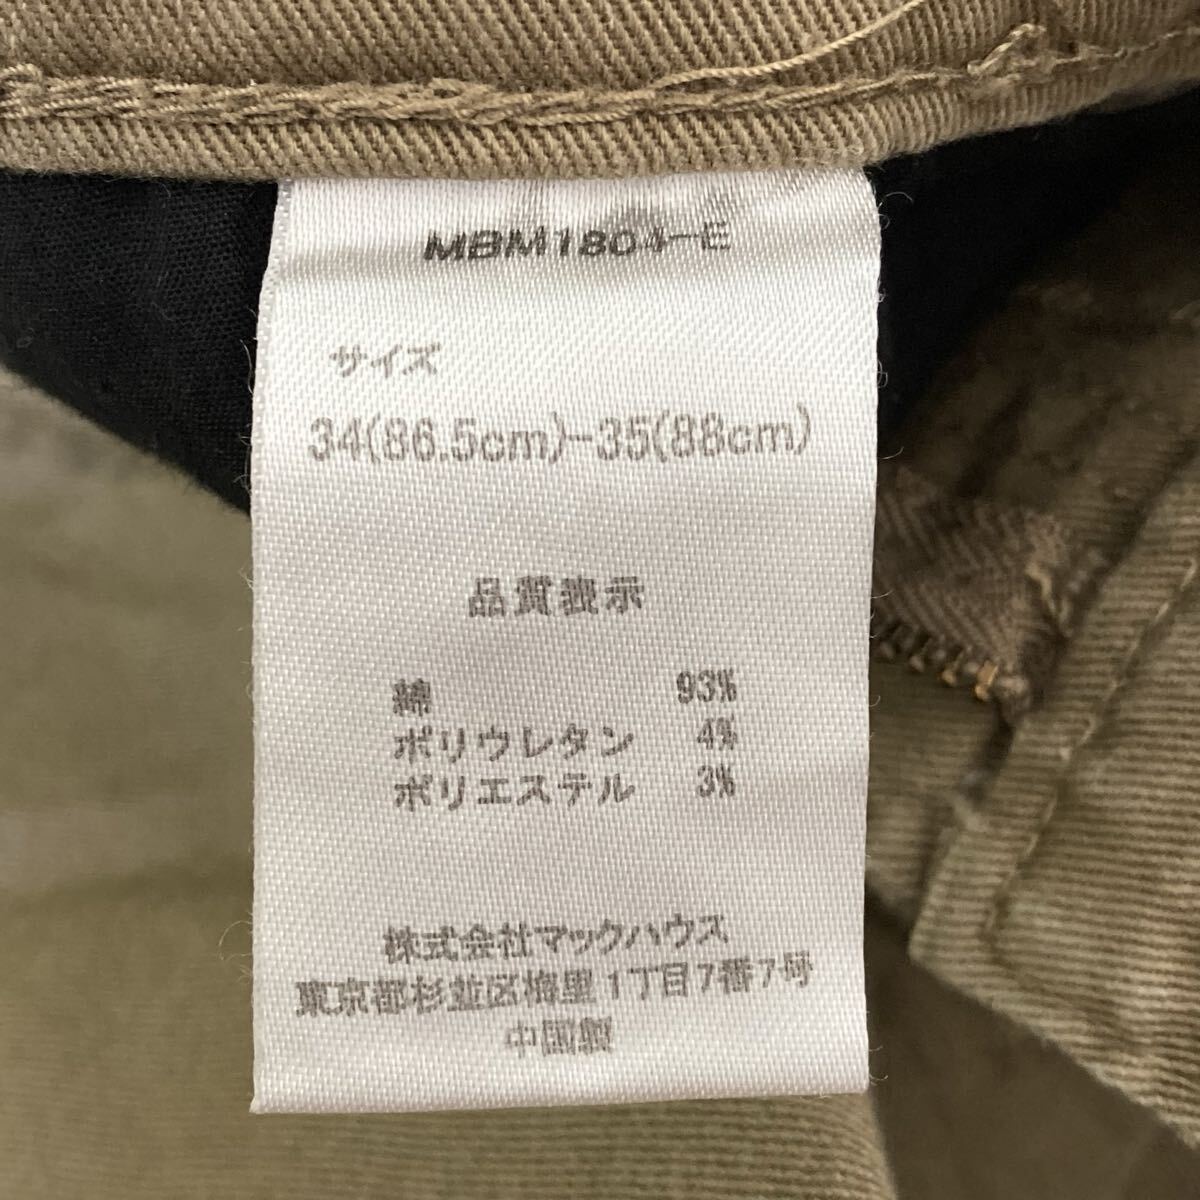 MBM1804-E
サイズ
34(86.5cm)-35(88cm)
品質表示
綿 93%
ポリウレタン 4%
ポリエステル 3%
株式会社マックハウス
東京都杉並区梅里1丁目7番7号
中国製